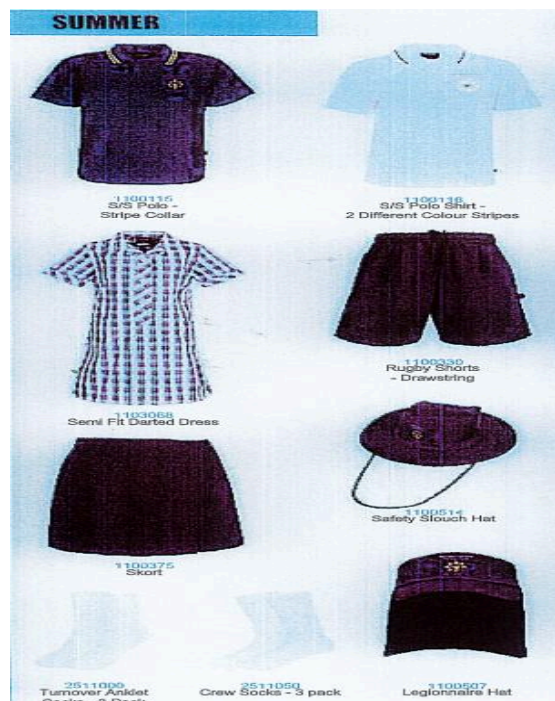 SUMMER
1100115
S/S Polo -
Stripe Collar
1100116
S/S Polo Shirt -
2 Different Colour Stripes
1103068
Semi Fit Darted Dress
1100330
Rugby Shorts
- Drawstring
1100514
Safety Slouch Hat
1100375
Skort
2511000
Turnover Anklet
2511050
Crew Socks - 3 pack
1100507
Legionnaire Hat